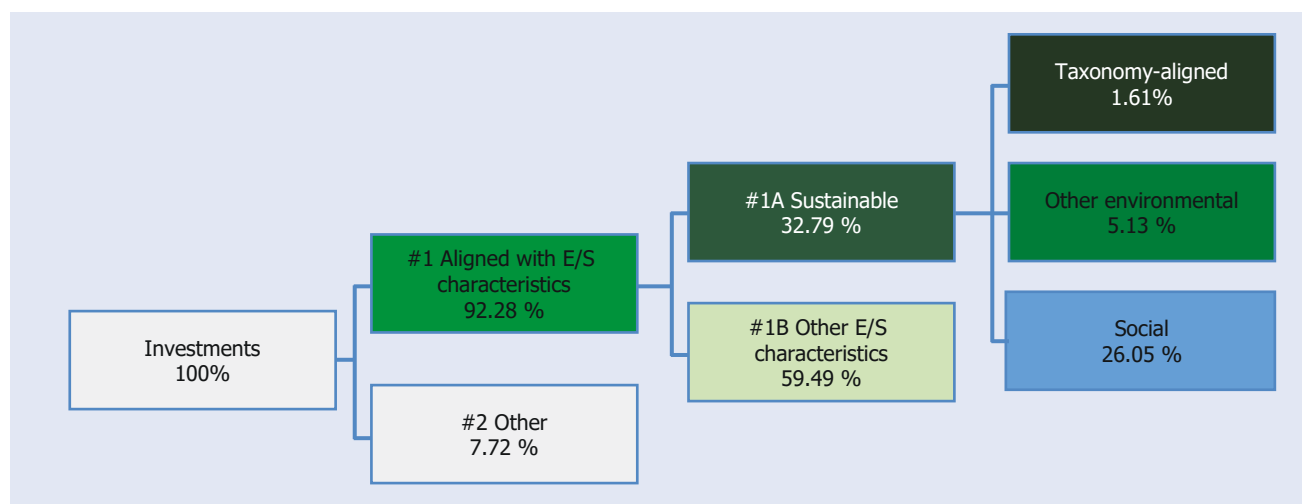 Investments
100%
#1 Aligned with E/S
characteristics
92.28 %
#2 Other
7.72 %
#1A Sustainable
32.79 %
#1B Other E/S
characteristics
59.49 %
Taxonomy-aligned
1.61%
Other environmental
5.13 %
Social
26.05 %